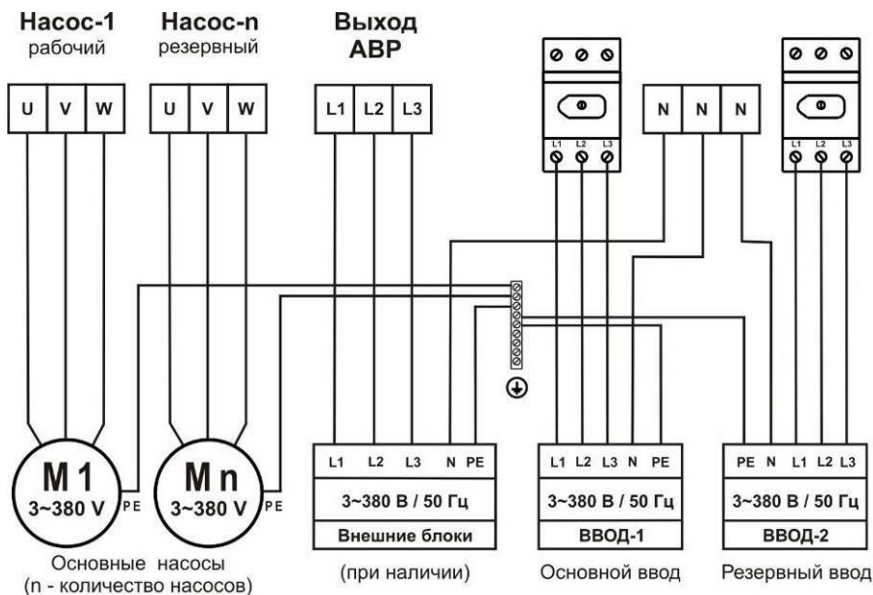 Насос-1
рабочий
Насос-n
резервный
Выход
АВР
U V W
U V W
L1 L2 L3
N N N
L1 L2 L3
L1 L2 L3
L1 L2 L3 N PE
L1 L2 L3 N PE
PE N L1 L2 L3
М 1
3~380 V
PE
М n
3~380 V
PE
3~380 В / 50 Гц
Внешние блоки
3~380 В / 50 Гц
ВВОД-1
3~380 В / 50 Гц
ВВОД-2
Основные насосы
(n - количество насосов)
(при наличии)
Основной ввод
Резервный ввод